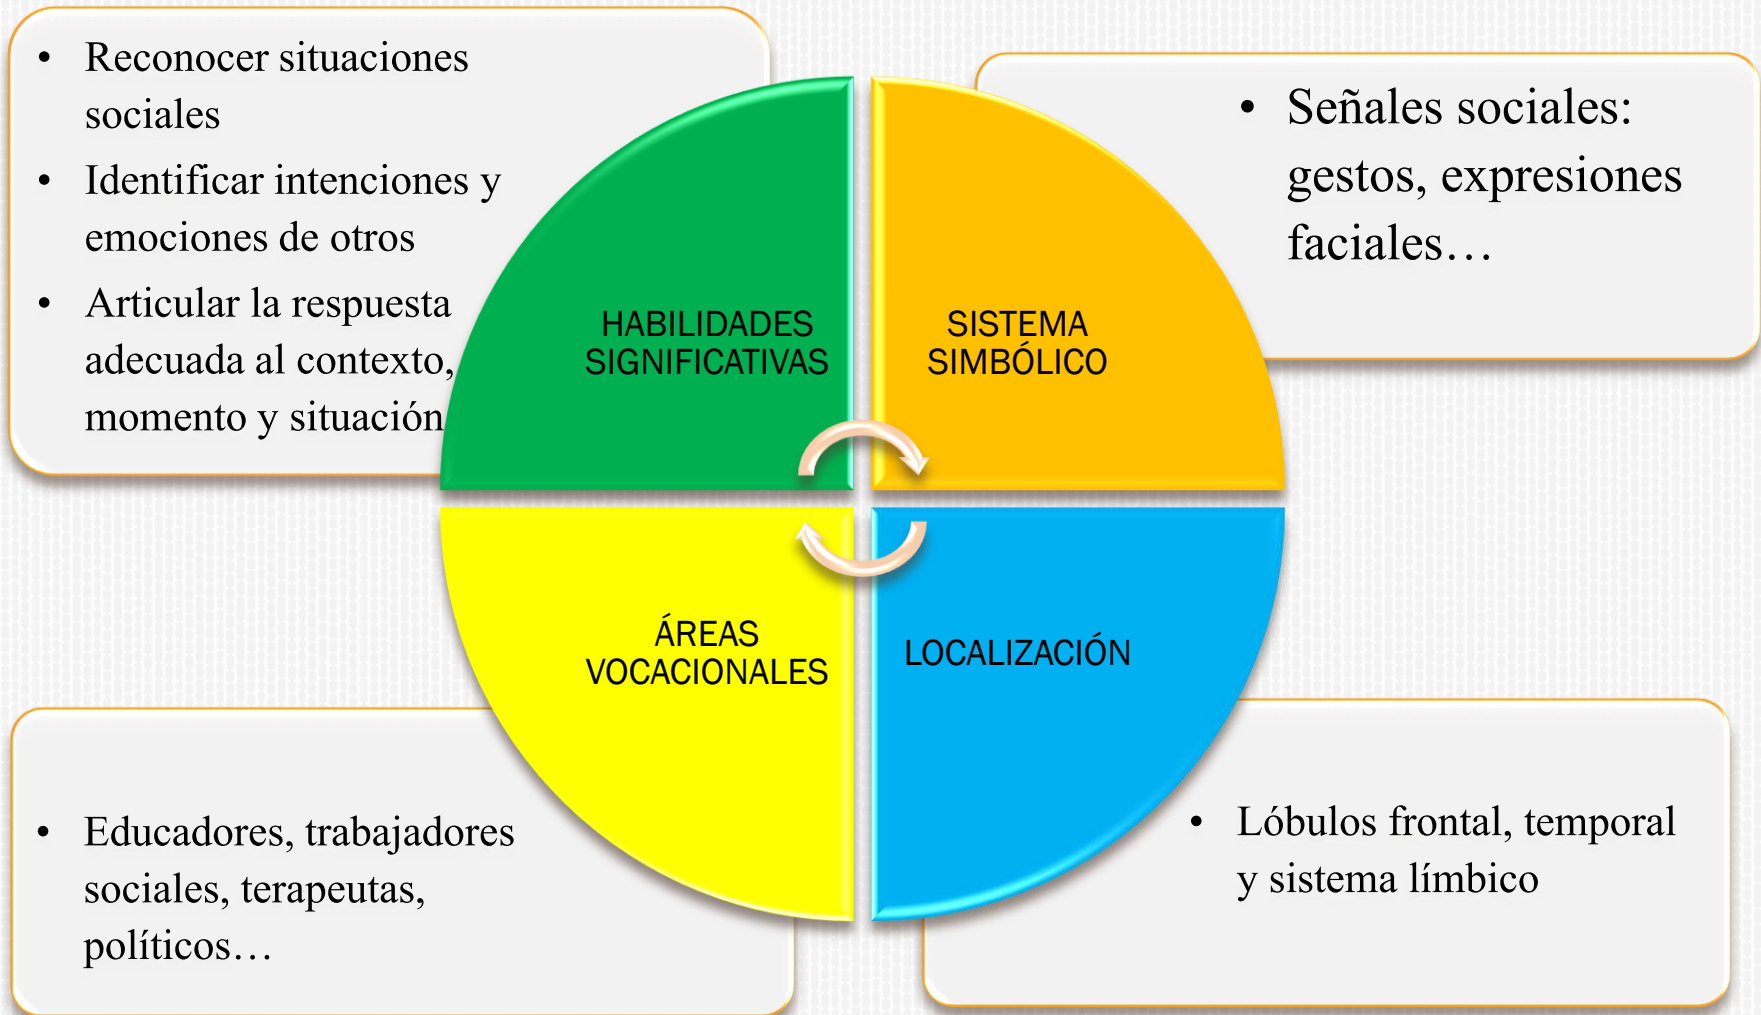 • Reconocer situaciones
sociales
• Identificar intenciones y
emociones de otros
• Articular la respuesta
adecuada al contexto,
momento y situación
• Señales sociales:
gestos, expresiones
faciales…
HABILIDADES
SIGNIFICATIVAS
SISTEMA
SIMBÓLICO
ÁREAS
VOCACIONALES
LOCALIZACIÓN
• Educadores, trabajadores
sociales, terapeutas,
políticos…
• Lóbulos frontal, temporal
y sistema límbico